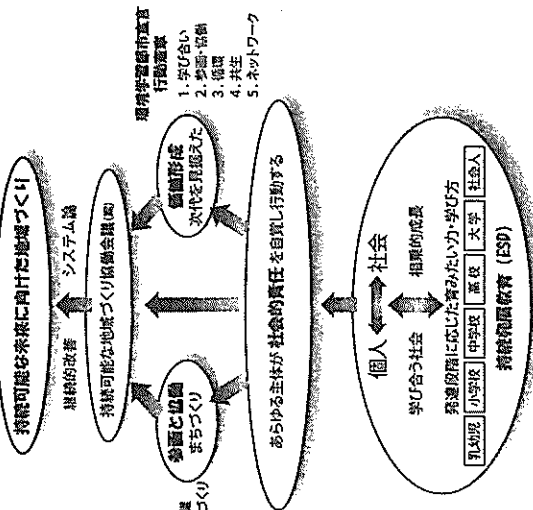 持続可能な未来に向けた地域づくり
継続的改善
システム論
持続可能な地域づくり協働会議(仮)
参画と協働
まちづくり
価値形成
次代を見据えた
環境学習都市宣言
行動憲章
1. 学び合い
2. 参画・協働
3. 循環
4. 共生
5. ネットワーク
づくり
あらゆる主体が社会的責任を自覚し行動する
個人
社会
学び合う社会
相乗的成長
発達段階に応じた育みたい力・学び方
乳幼児
小学校
中学校
高校
大学
社会人
持続発展教育 (ESD)